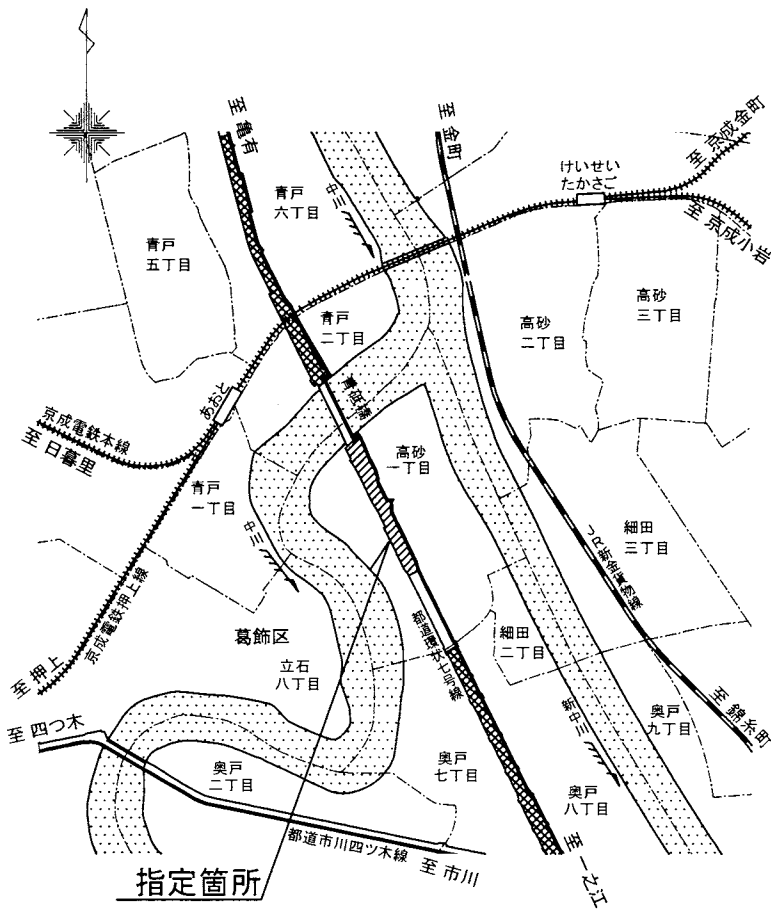 至亀有
至金町
至京成金町
けいせい
たかさご
至京成小岩
中川
青戸
六丁目
青戸
五丁目
青戸
二丁目
高砂
二丁目
高砂
三丁目
あおと
青砥橋
京成電鉄本線
至日暮里
高砂
一丁目
青戸
一丁目
中川
細田
三丁目
JR新金貨物線
京成電鉄押上線
至押上
葛飾区
立石
八丁目
都道環状七号線
細田
二丁目
新中川
至錦糸町
至四つ木
奥戸
二丁目
奥戸
七丁目
奥戸
九丁目
奥戸
八丁目
都道市川四ツ木線
至市川
至一之江
指定箇所